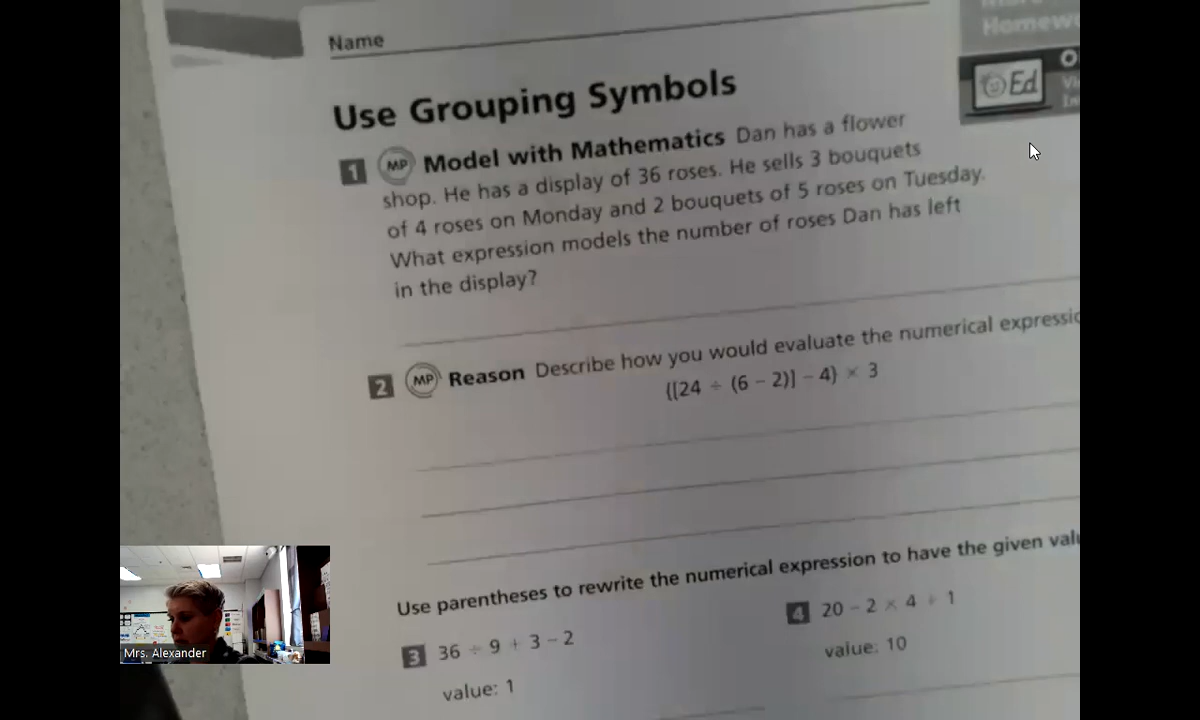 Name
Use Grouping Symbols
Ed
1 MP Model with Mathematics Dan has a flower
shop. He has a display of 36 roses. He sells 3 bouquets
of 4 roses on Monday and 2 bouquets of 5 roses on Tuesday.
What expression models the number of roses Dan has left
in the display?
2 MP Reason Describe how you would evaluate the numerical
{[24 ÷ (6 − 2)] − 4} × 3
Use parentheses to rewrite the numerical expression to have the given
3 36 ÷ 9 + 3 − 2
value: 1
4 20 − 2 × 4 + 1
value: 10
Mrs. Alexander